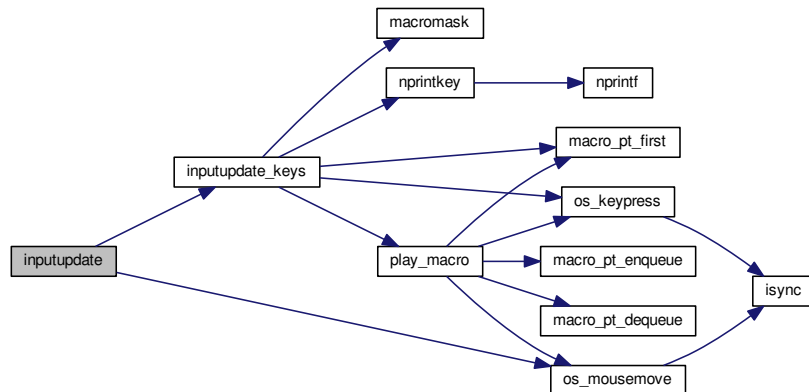 macromask
nprintkey
nprintf
macro_pt_first
inputupdate_keys
os_keypress
inputupdate
play_macro
macro_pt_enqueue
isync
macro_pt_dequeue
os_mousemove